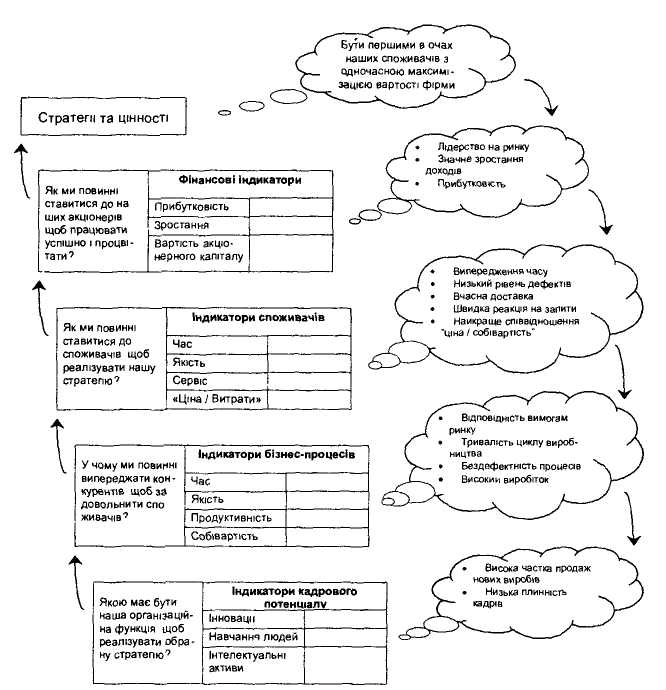 Бути першими в очах
наших споживачів з
одночасною максимі-
зацією вартості фірми
Стратегії та цінності
• Лідерство на ринку
• Значне зростання
доходів
• Прибутковість
Як ми повинні
ставитися до на
ших акціонерів
щоб працювати
успішно і процві-
тати?
Фінансові індикатори
Прибутковість
Зростання
Вартість акціо-
нерного капіталу
• Випередження часу
• Низький рівень дефектів
• Вчасна доставка
• Швидка реакція на запити
• Найкраще співвідношення
"ціна / собівартість"
Як ми повинні
ставитися до
споживачів щоб
реалізувати нашу
стратегію?
Індикатори споживачів
Час
Якість
Сервіс
«Ціна / Витрати»
• Відповідність вимогам
ринку
• Тривалість циклу вироб-
ництва
• Бездефектність процесів
• Високий виробіток
У чому ми повинні
випереджати кон-
курентів щоб за
довольнити спо
живачів?
Індикатори бізнес-процесів
Час
Якість
Продуктивність
Собівартість
• Висока частка продаж
нових виробів
• Низька плинність
кадрів
Якою має бути
наша організацій-
на функція щоб
реалізувати обра-
ну стратегію?
Індикатори кадрового
потенціалу
Інновації
Навчання людей
Інтелектуальні
активи